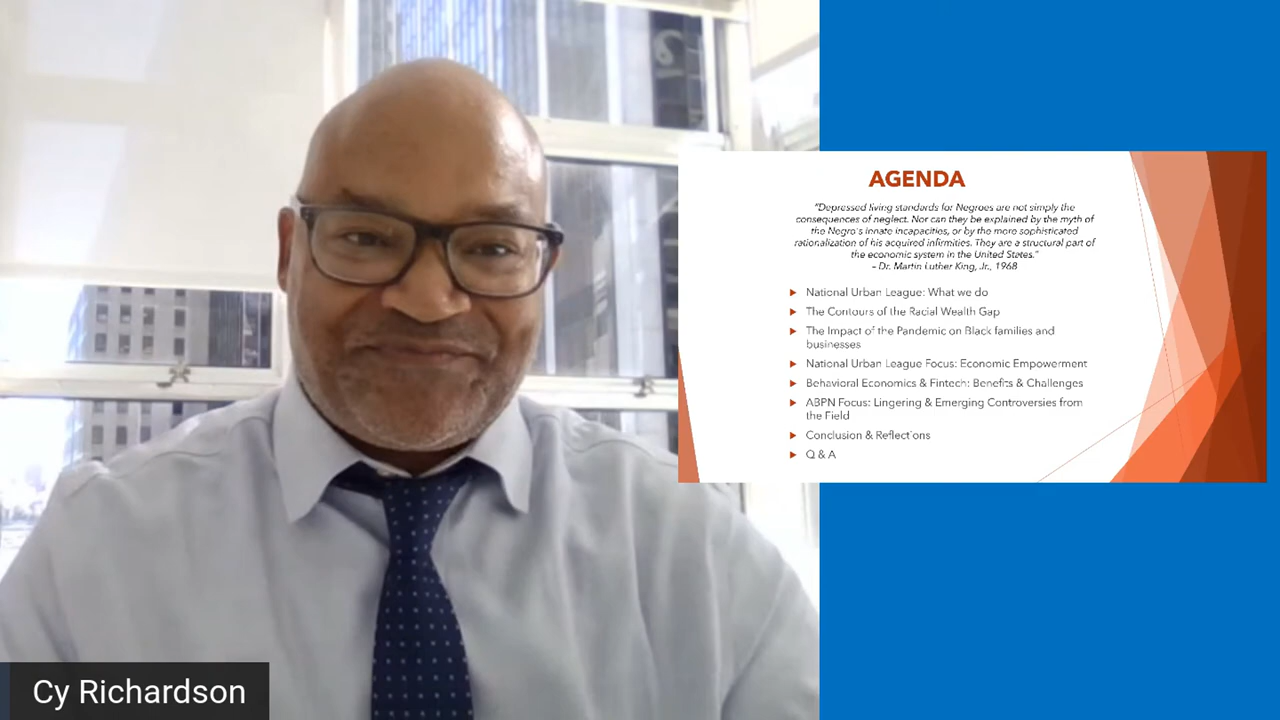 AGENDA
"Depressed living standards for Negroes are not simply the
consequences of neglect. Nor can they be explained by the myth of
the Negro's innate incapacities, or by the more sophisticated
rationalization of his acquired infirmities. They are a structural part of
the economic system in the United States."
– Dr. Martin Luther King, Jr., 1968
National Urban League: What we do
The Contours of the Racial Wealth Gap
The Impact of the Pandemic on Black families and
businesses
National Urban League Focus: Economic Empowerment
Behavioral Economics & Fintech: Benefits & Challenges
ABPN Focus: Lingering & Emerging Controversies from
the Field
Conclusion & Reflections
Q & A
Cy Richardson